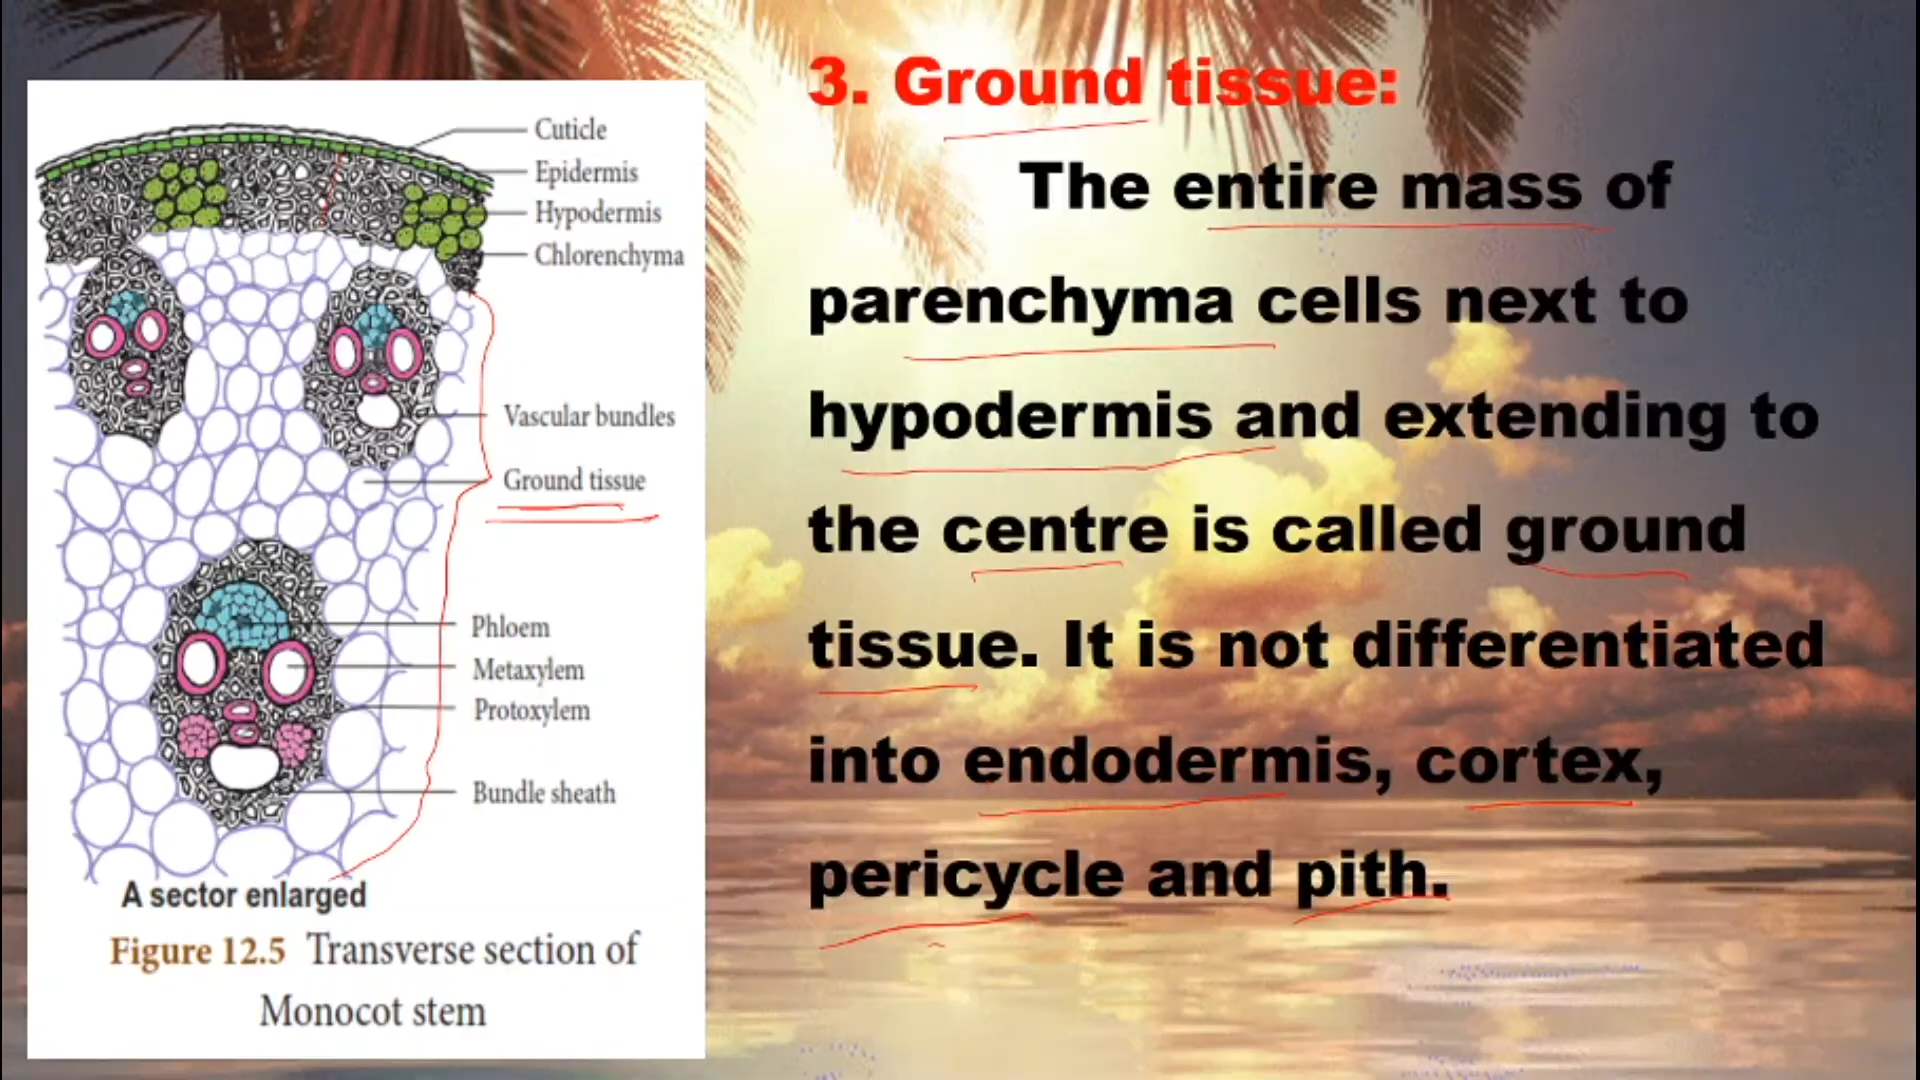 Cuticle
Epidermis
Hypodermis
Chlorenchyma
Vascular bundles
Ground tissue
Phloem
Metaxylem
Protoxylem
Bundle sheath
A sector enlarged
Figure 12.5 Transverse section of
Monocot stem
3. Ground tissue:
The entire mass of
parenchyma cells next to
hypodermis and extending to
the centre is called ground
tissue. It is not differentiated
into endodermis, cortex,
pericycle and pith.